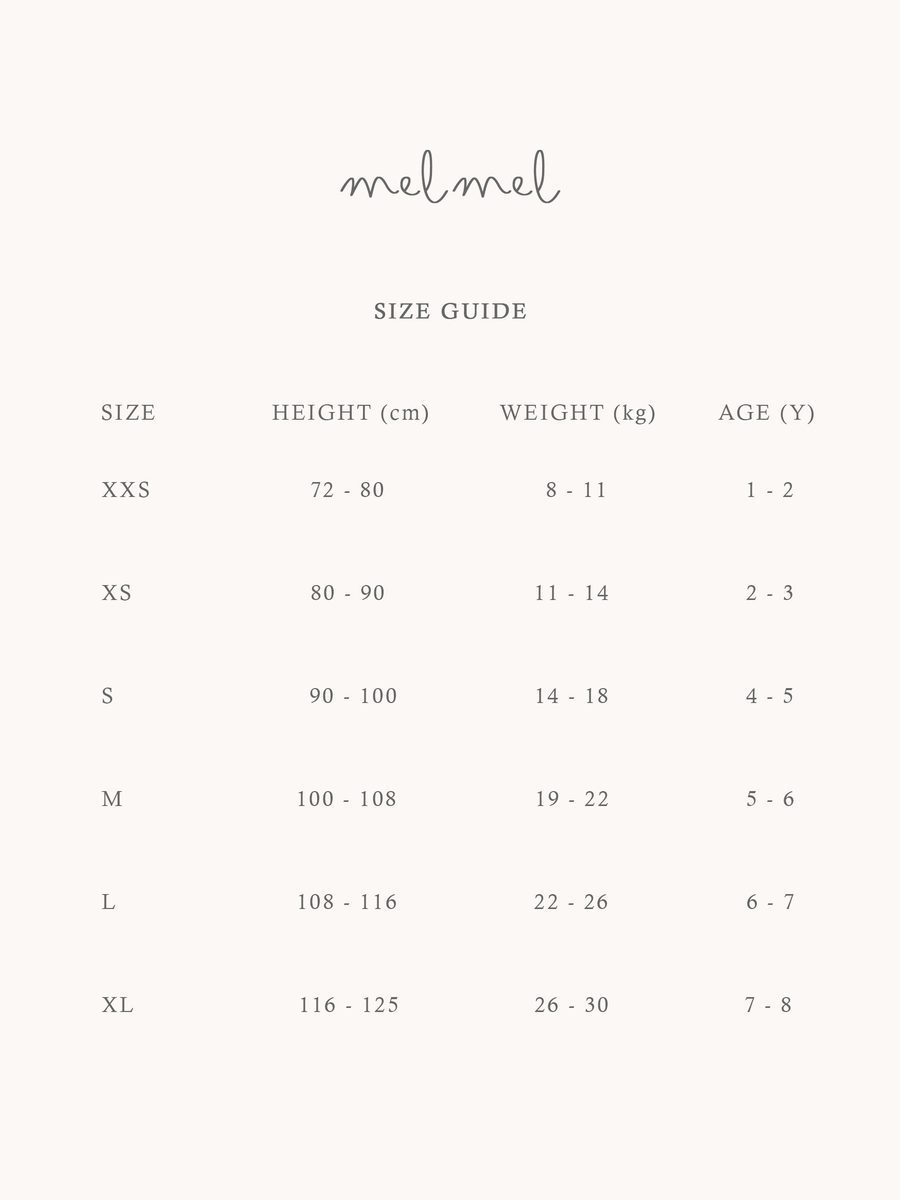 melmel
SIZE GUIDE
SIZE HEIGHT (cm) WEIGHT (kg) AGE (Y)
XXS 72 - 80 8 - 11 1 - 2
XS 80 - 90 11 - 14 2 - 3
S 90 - 100 14 - 18 4 - 5
M 100 - 108 19 - 22 5 - 6
L 108 - 116 22 - 26 6 - 7
XL 116 - 125 26 - 30 7 - 8